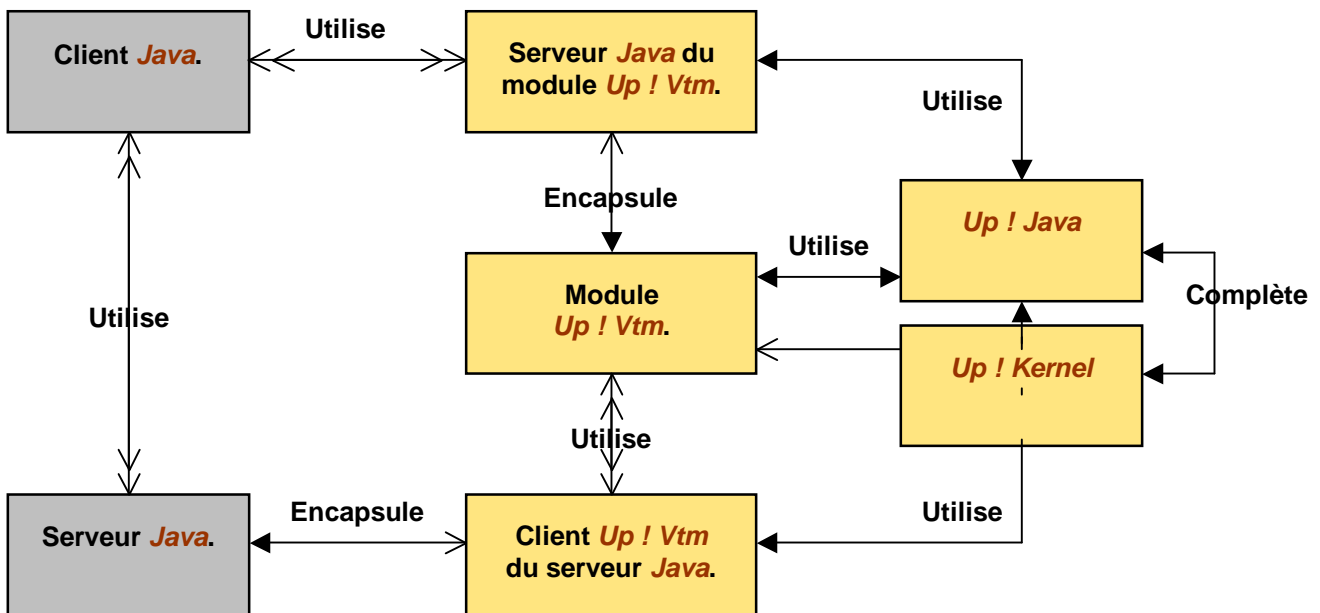 Utilise
Client Java.
Serveur Java du
module Up ! Vtm.
Utilise
Encapsule
Up ! Java
Utilise
Module
Up ! Vtm.
Complète
Utilise
Up ! Kernel
Utilise
Encapsule
Utilise
Serveur Java.
Client Up ! Vtm
du serveur Java.